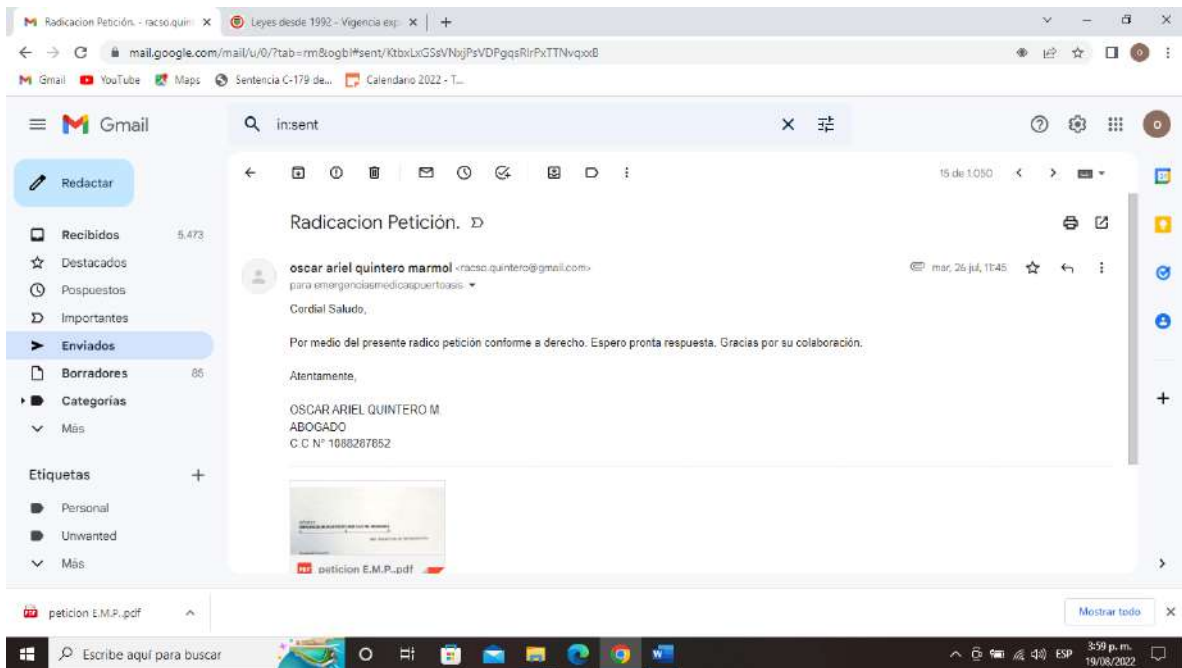 Radicacion Petición. - racso.quin
Leyes desde 1992 - Vigencia exp
mail.google.com/mail/u/0/?tab=rm&ogbl#sent/
Gmail
YouTube
Maps
Sentencia C-179 de...
Calendario 2022 - T...
Gmail
in:sent
Redactar
15 de 1.050
Recibidos 5.473
Destacados
Pospuestos
Importantes
Enviados
Borradores 85
Categorías
Más
Etiquetas
Personal
Unwanted
Más
Radicacion Petición.
oscar ariel quintero marmol <racso.quintero@gmail.com>
mar, 26 jul, 11:45
para emergenciasmedicaspuertoasis
Cordial Saludo,
Por medio del presente radico petición conforme a derecho. Espero pronta respuesta. Gracias por su colaboración.
Atentamente,
OSCAR ARIEL QUINTERO M.
ABOGADO
C.C N° 1088287852
PDF peticion E.M.P..pdf
peticion E.M.P..pdf
Mostrar todo
Escribe aquí para buscar
ESP
3:59 p. m.
19/08/2022